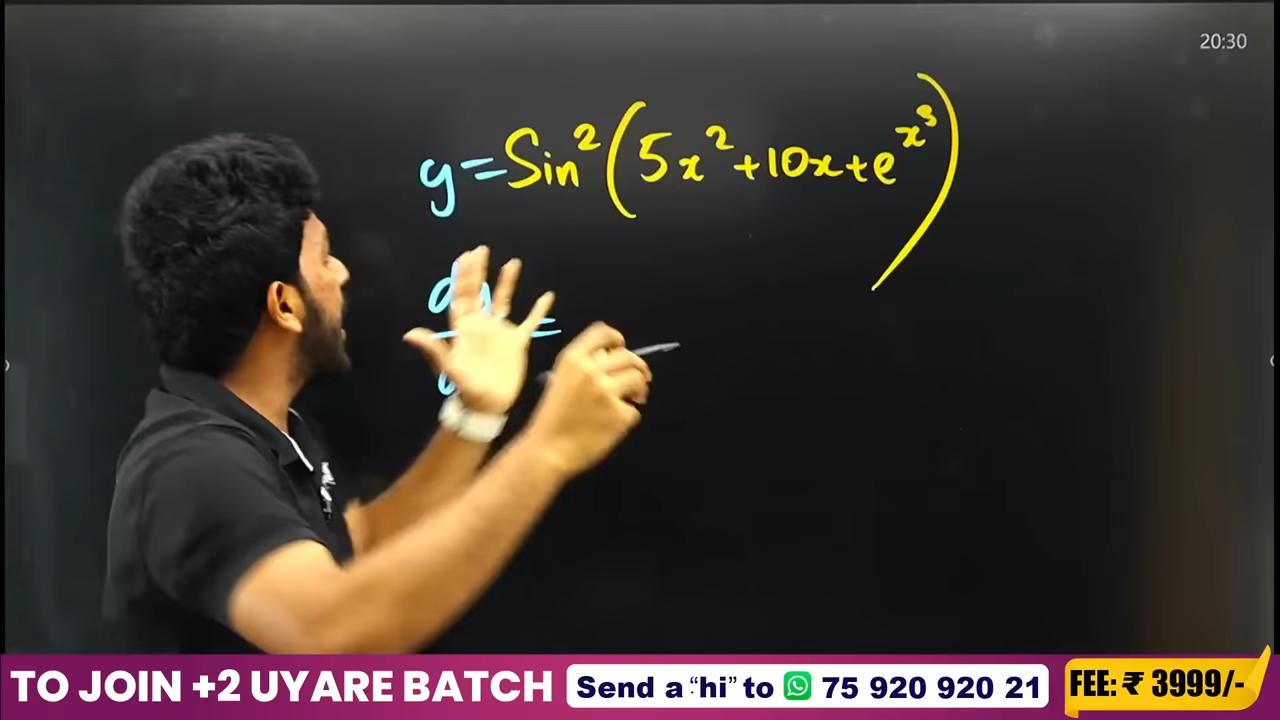 20:30
y = Sin²(5x²+10x+e^x³)
=
TO JOIN +2 UYARE BATCH
Send a “hi” to 75 920 920 21
FEE: ₹ 3999/-